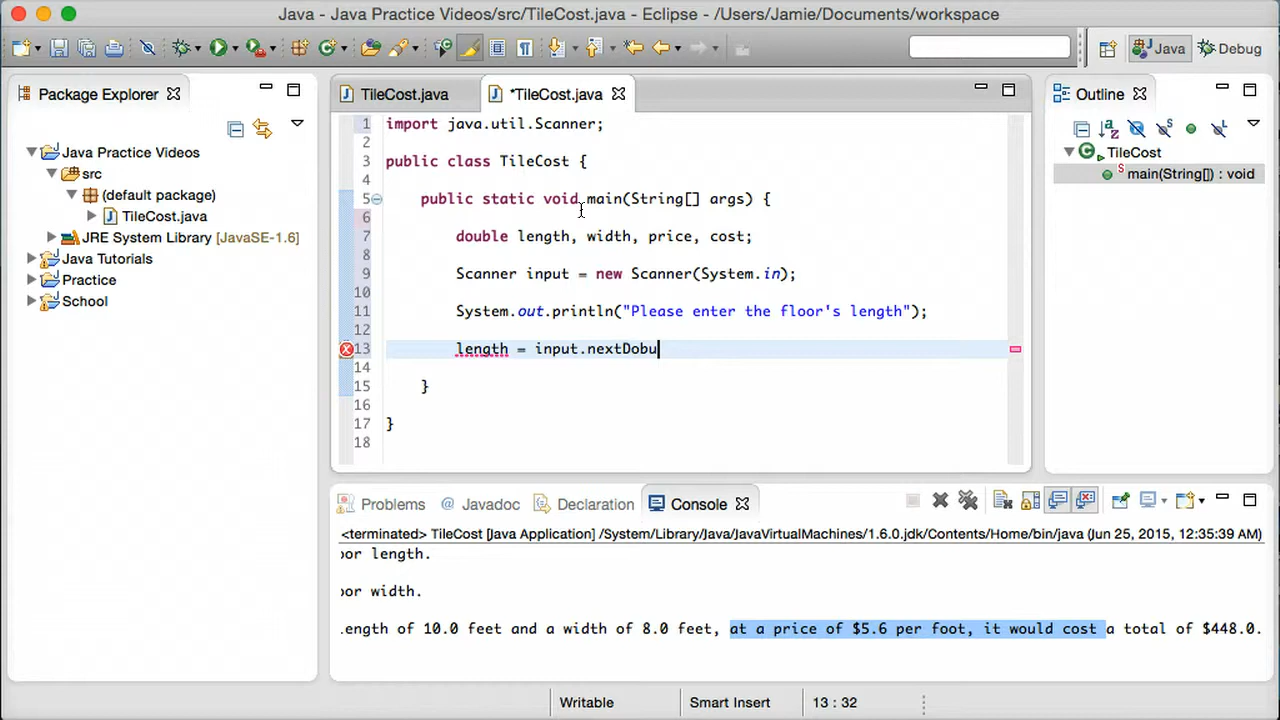 Java - Java Practice Videos/src/TileCost.java - Eclipse - /Users/Jamie/Documents/workspace
Java Debug
Package Explorer
Java Practice Videos
src
(default package)
TileCost.java
JRE System Library [JavaSE-1.6]
Java Tutorials
Practice
School
TileCost.java *TileCost.java
1 import java.util.Scanner;
2
3 public class TileCost {
4
5 public static void main(String[] args) {
6
7 double length, width, price, cost;
8
9 Scanner input = new Scanner(System.in);
10
11 System.out.println("Please enter the floor's length");
12
13 length = input.nextDobu
14
15 }
16
17 }
18
Outline
TileCost
main(String[]) : void
Problems @ Javadoc Declaration Console
<terminated> TileCost [Java Application] /System/Library/Java/JavaVirtualMachines/1.6.0.jdk/Contents/Home/bin/java (Jun 25, 2015, 12:35:39 AM)
oor length.
oor width.
length of 10.0 feet and a width of 8.0 feet, at a price of $5.6 per foot, it would cost a total of $448.0.
Writable Smart Insert 13 : 32